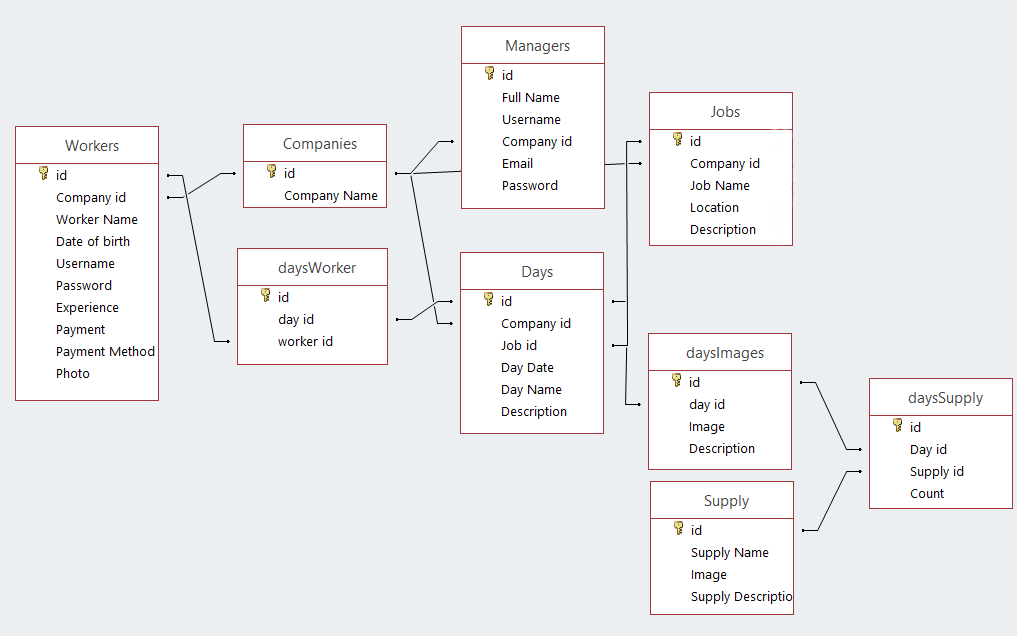 Workers
id
Company id
Worker Name
Date of birth
Username
Password
Experience
Payment
Payment Method
Photo
Companies
id
Company Name
daysWorker
id
day id
worker id
Managers
id
Full Name
Username
Company id
Email
Password
Days
id
Company id
Job id
Day Date
Day Name
Description
Jobs
id
Company id
Job Name
Location
Description
daysImages
id
day id
Image
Description
Supply
id
Supply Name
Image
Supply Descriptio
daysSupply
id
Day id
Supply id
Count